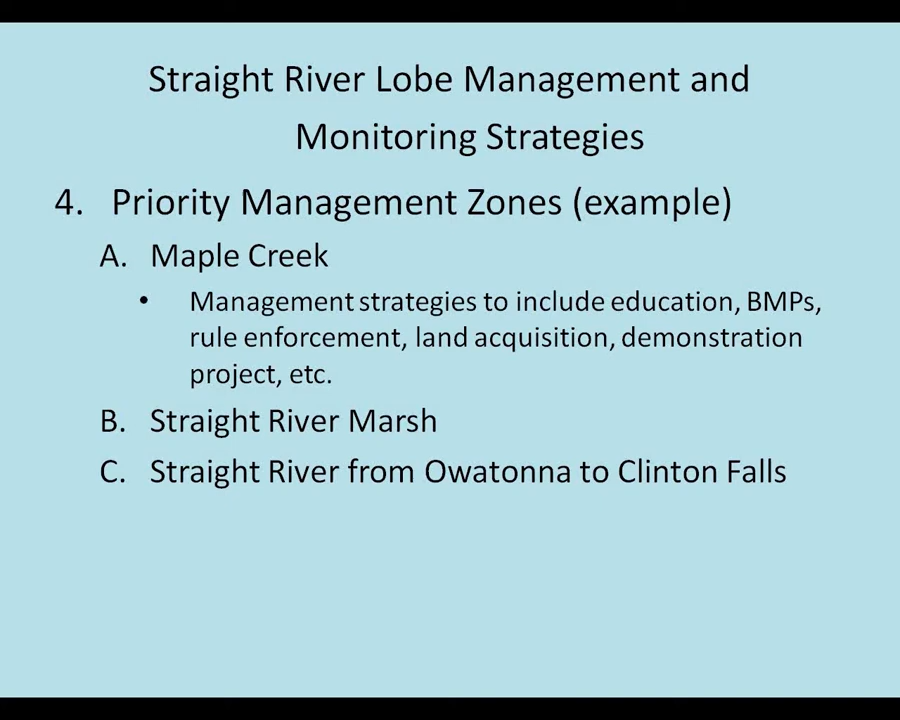 Straight River Lobe Management and
Monitoring Strategies
4. Priority Management Zones (example)
A. Maple Creek
• Management strategies to include education, BMPs,
rule enforcement, land acquisition, demonstration
project, etc.
B. Straight River Marsh
C. Straight River from Owatonna to Clinton Falls